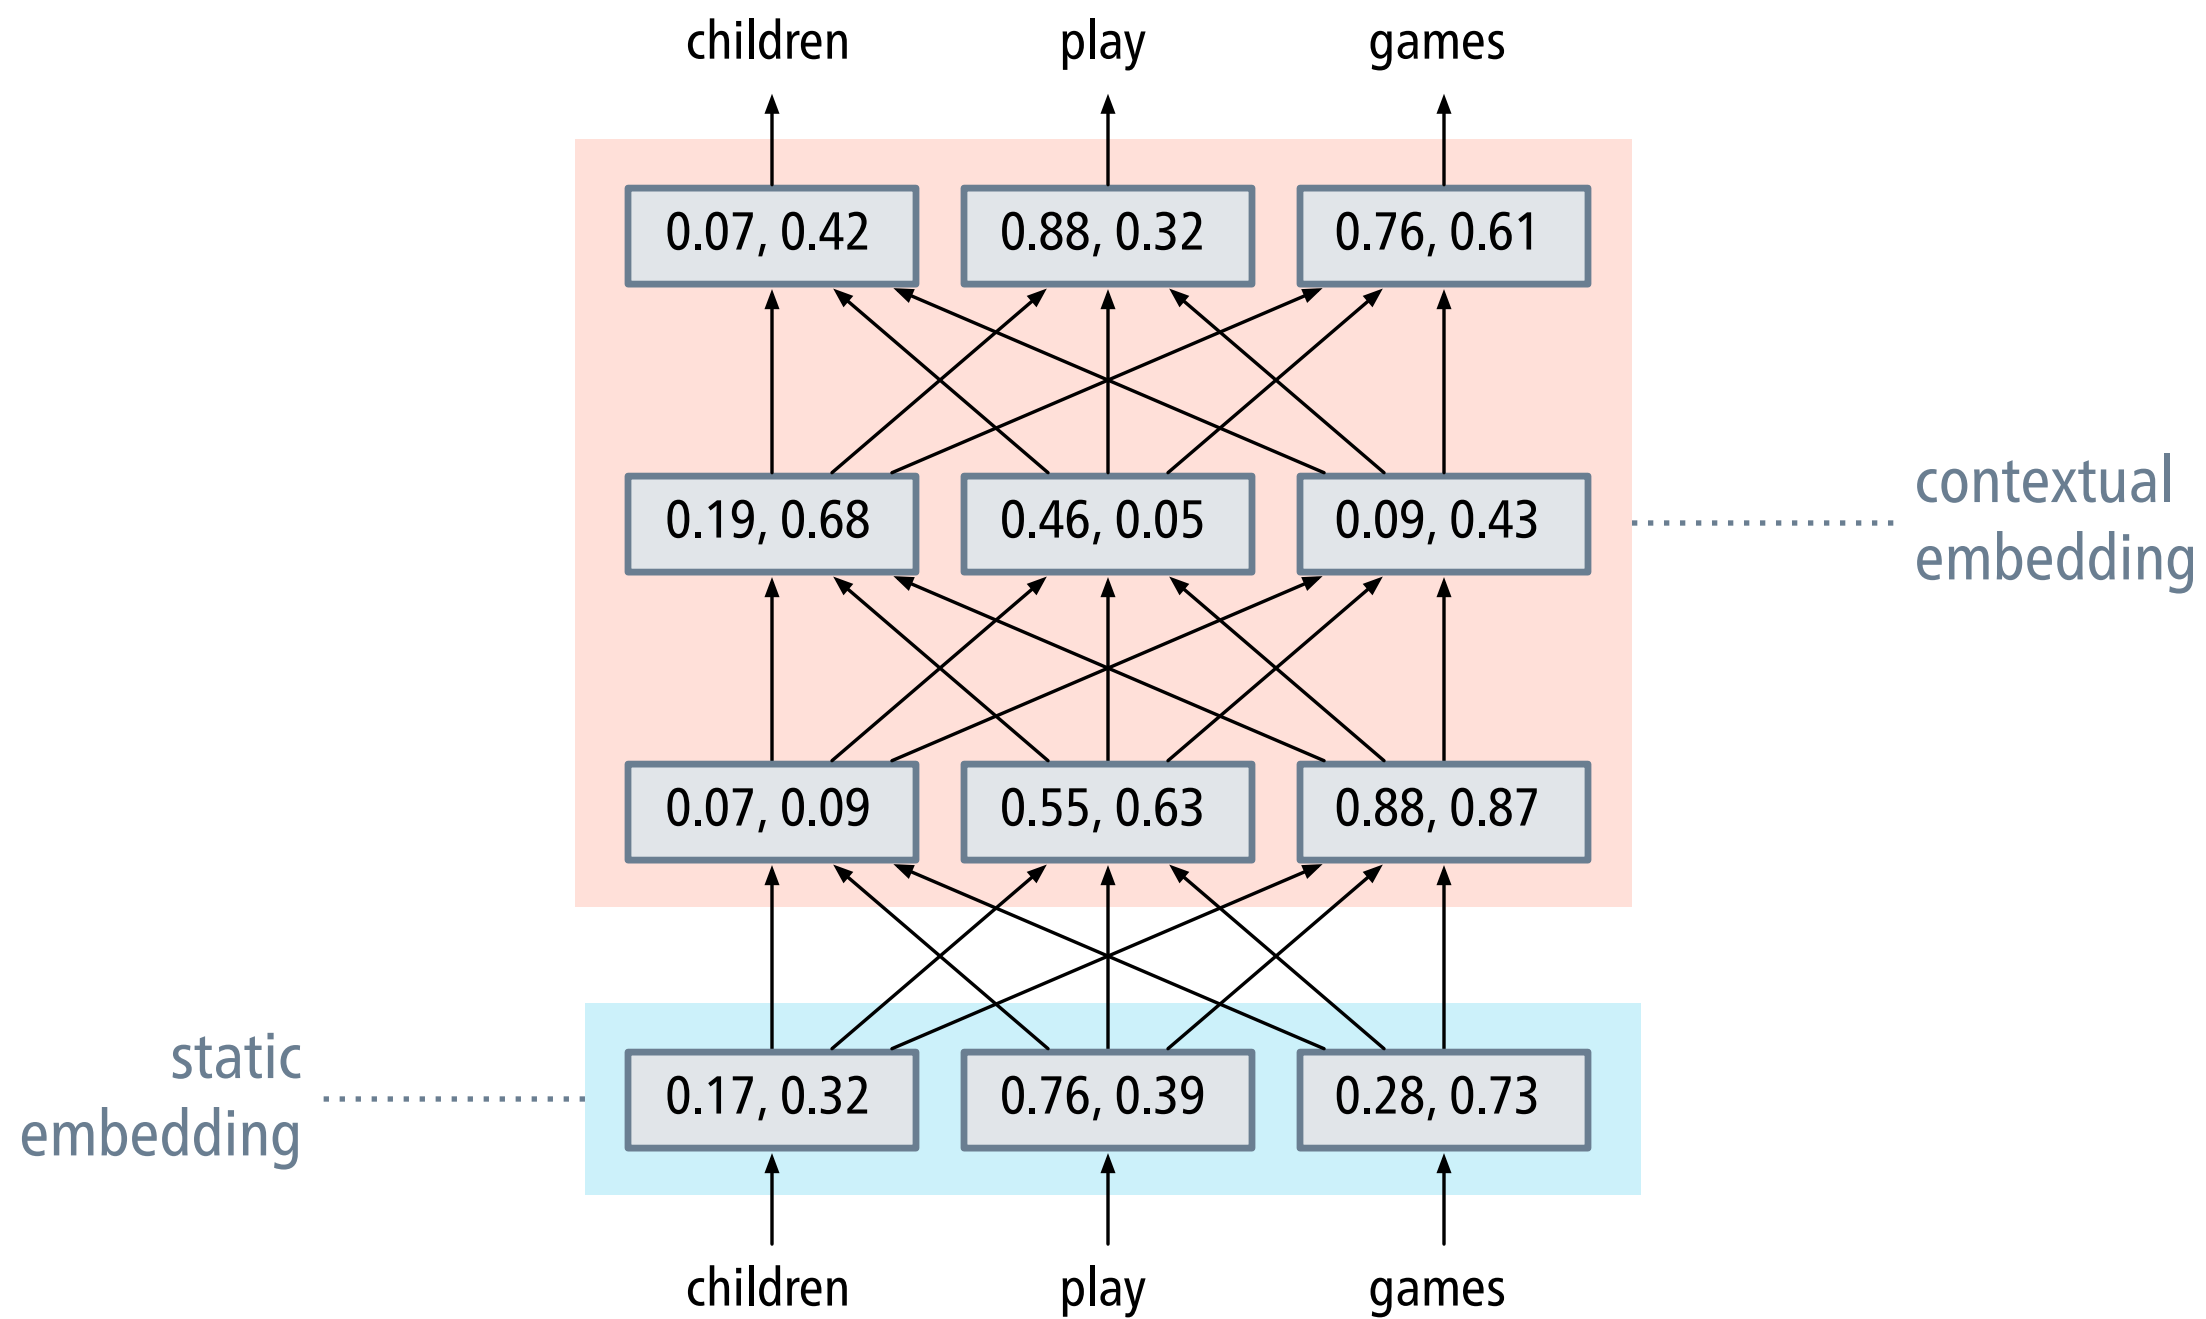 children play games
0.07, 0.42 0.88, 0.32 0.76, 0.61
0.19, 0.68 0.46, 0.05 0.09, 0.43
contextual
embedding
0.07, 0.09 0.55, 0.63 0.88, 0.87
static
embedding
0.17, 0.32 0.76, 0.39 0.28, 0.73
children play games